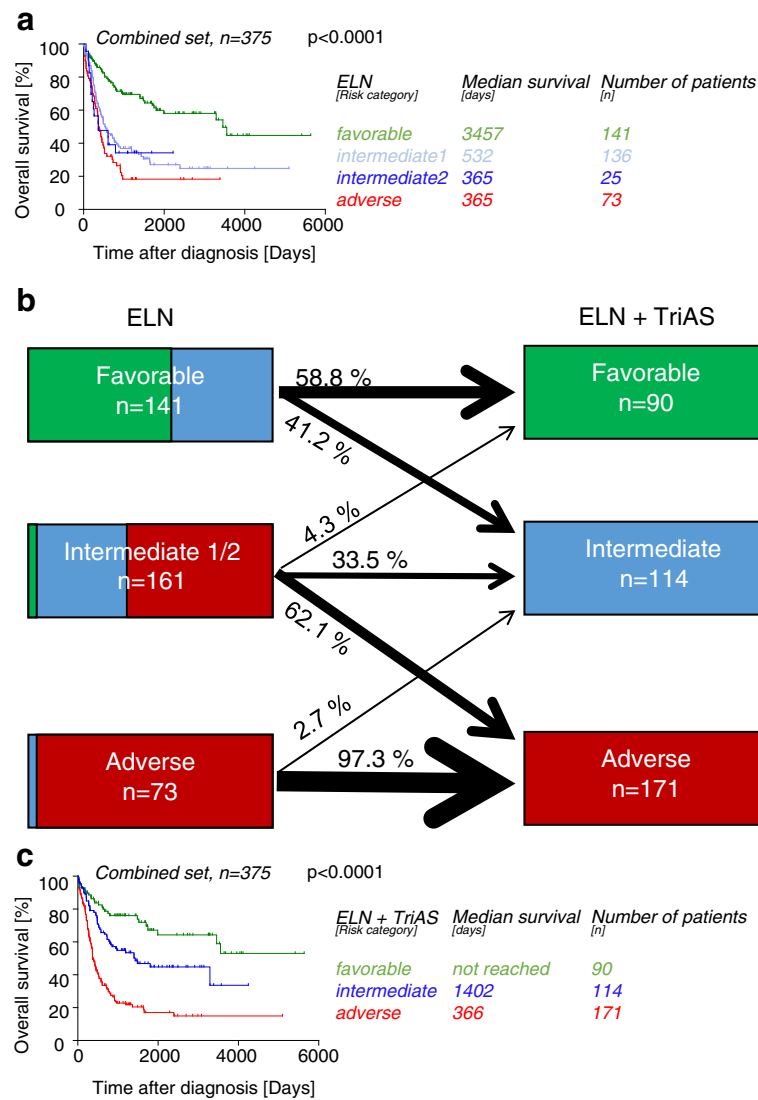 a
Combined set, n=375 p<0.0001
Overall survival [%]
100
80
60
40
20
0
0 2000 4000 6000
Time after diagnosis [Days]
ELN Median survival Number of patients
[Risk category] [days] [n]
favorable 3457 141
intermediate1 532 136
intermediate2 365 25
adverse 365 73
b
ELN ELN + TriAS
Favorable
n=141
58.8 %
41.2 %
Favorable
n=90
Intermediate 1/2
n=161
4.3 %
33.5 %
62.1 %
Intermediate
n=114
Adverse
n=73
2.7 %
97.3 %
Adverse
n=171
c
Combined set, n=375 p<0.0001
Overall survival [%]
100
80
60
40
20
0
0 2000 4000 6000
Time after diagnosis [Days]
ELN + TriAS Median survival Number of patients
[Risk category] [days] [n]
favorable not reached 90
intermediate 1402 114
adverse 366 171